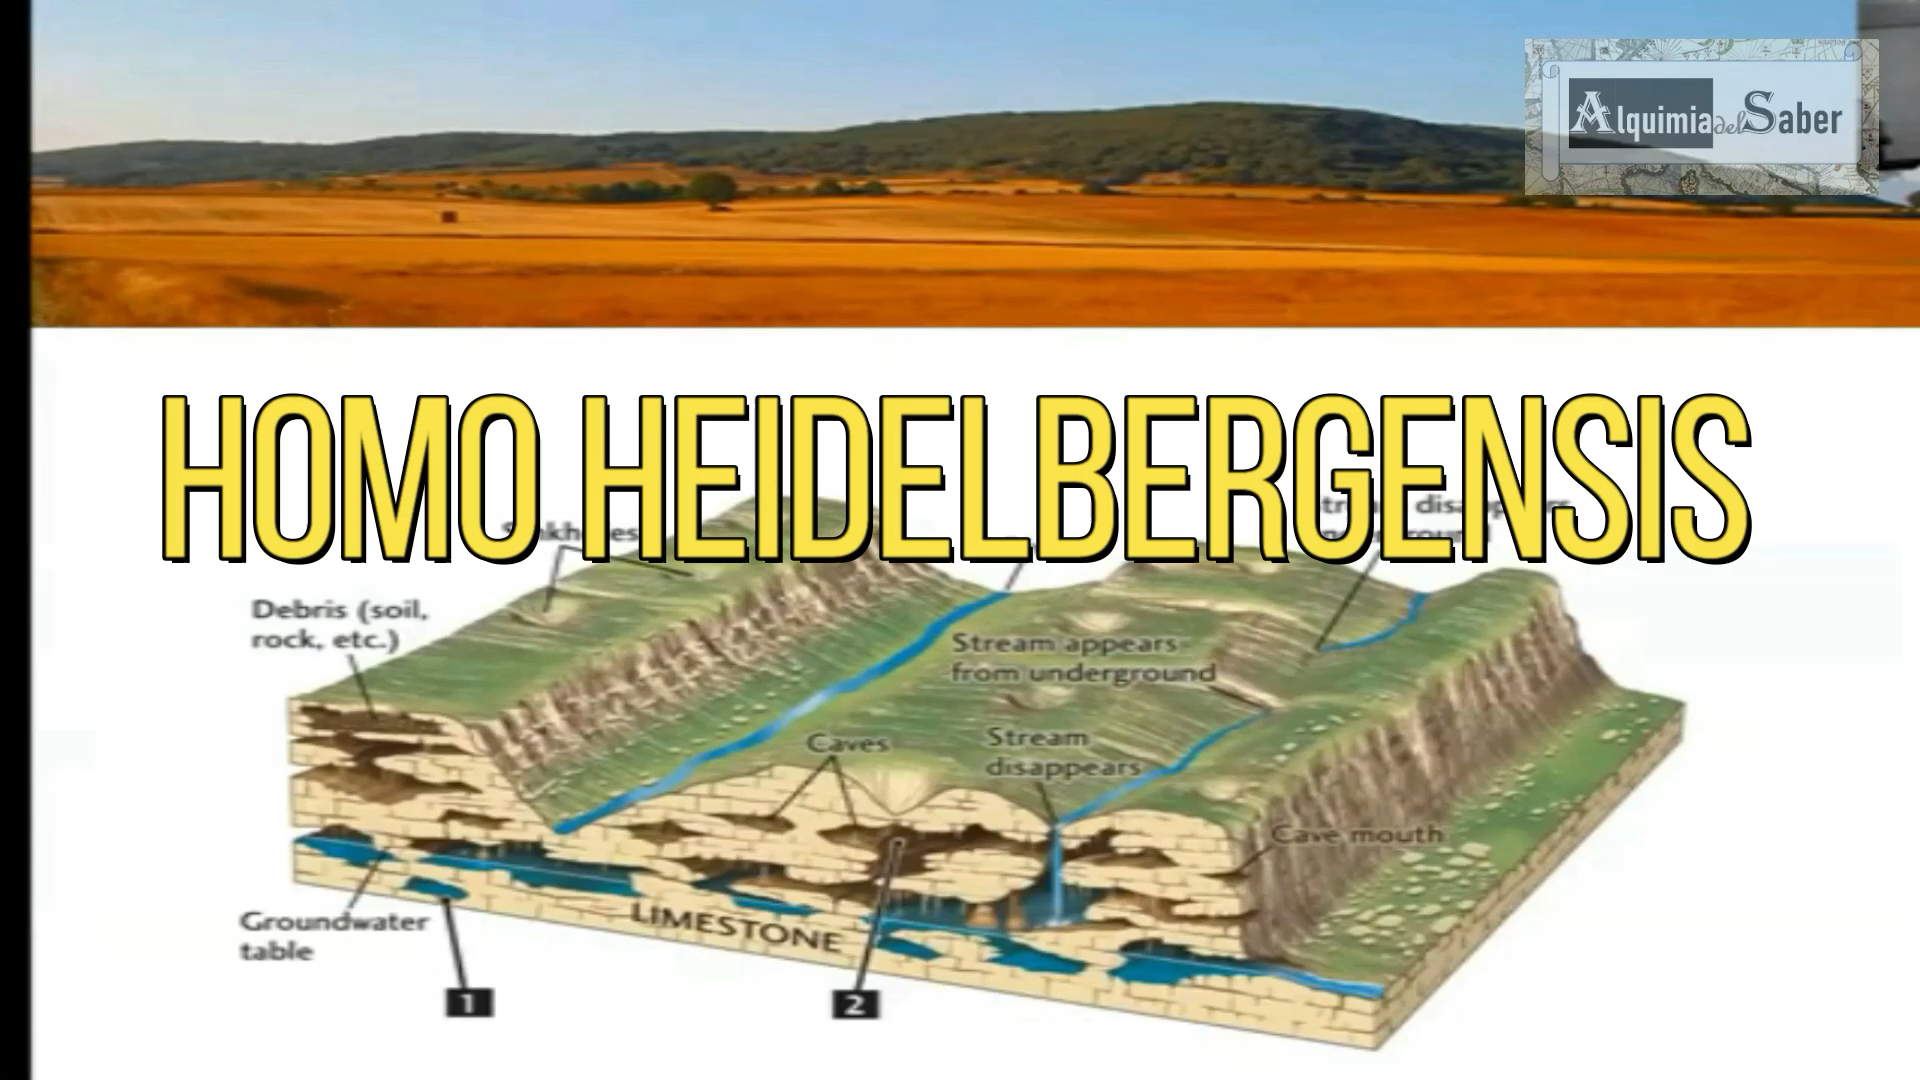 Alquimia del Saber
HOMO HEIDELBERGENSIS
Debris (soil,
rock, etc.)
Stream appears
from underground
Caves
Stream
disappears
Cave mouth
Groundwater
table
LIMESTONE
1
2